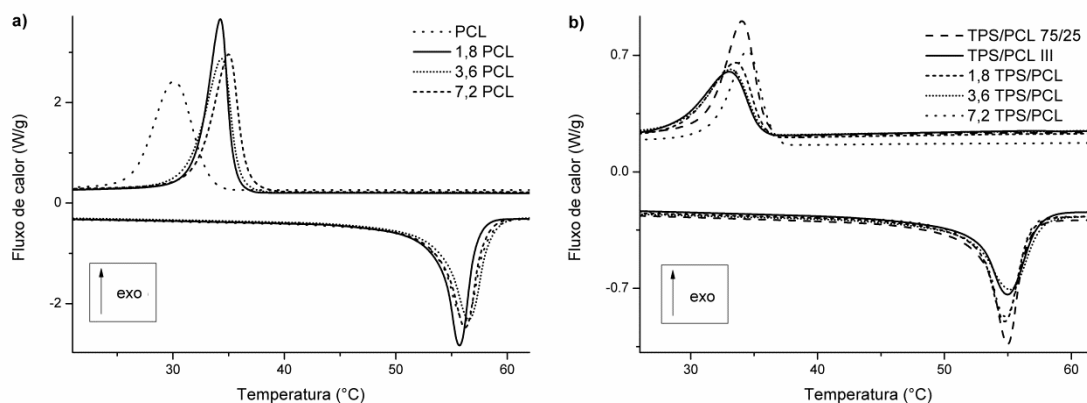 a)
PCL
1,8 PCL
3,6 PCL
7,2 PCL
Fluxo de calor (W/g)
2
0
-2
exo
30
40
50
60
Temperatura (°C)
b)
TPS/PCL 75/25
TPS/PCL III
1,8 TPS/PCL
3,6 TPS/PCL
7,2 TPS/PCL
Fluxo de calor (W/g)
0.7
0.0
-0.7
exo
30
40
50
60
Temperatura (°C)